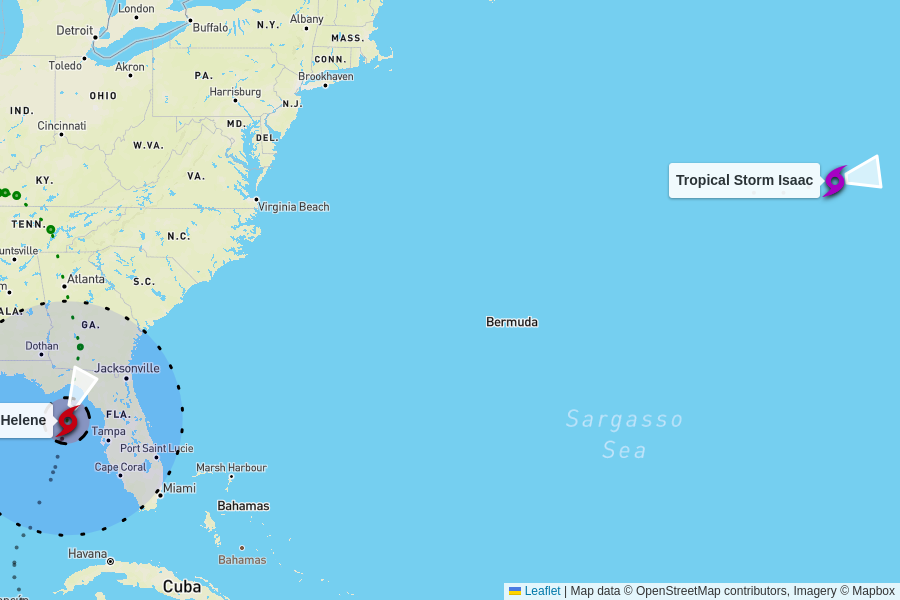 London
Albany
Buffalo
N.Y.
Detroit
MASS.
CONN.
Toledo
Akron
Brookhaven
PA.
Harrisburg
OHIO
N.J.
IND.
MD.
Cincinnati
DEL.
W.VA.
KY.
VA.
Tropical Storm Isaac
Virginia Beach
TENN.
N.C.
untsville
Atlanta
S.C.
m
ALA.
GA.
Bermuda
Dothan
Jacksonville
Helene
FLA.
Sargasso
Sea
Tampa
Port Saint Lucie
Cape Coral
Marsh Harbour
Miami
Bahamas
Havana
Bahamas
Cuba
Leaflet | Map data © OpenStreetMap contributors, Imagery © Mapbox